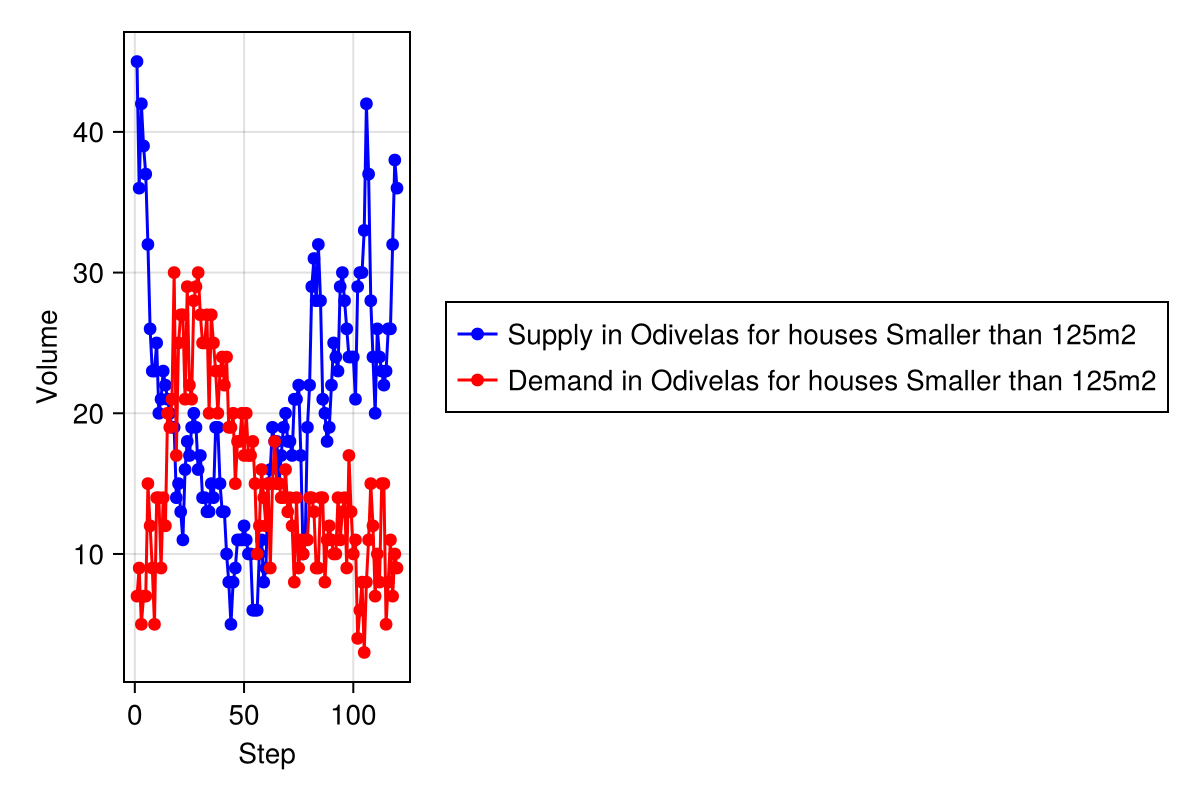 Volume
40
30
20
10
0 50 100
Step
Supply in Odivelas for houses Smaller than 125m2
Demand in Odivelas for houses Smaller than 125m2